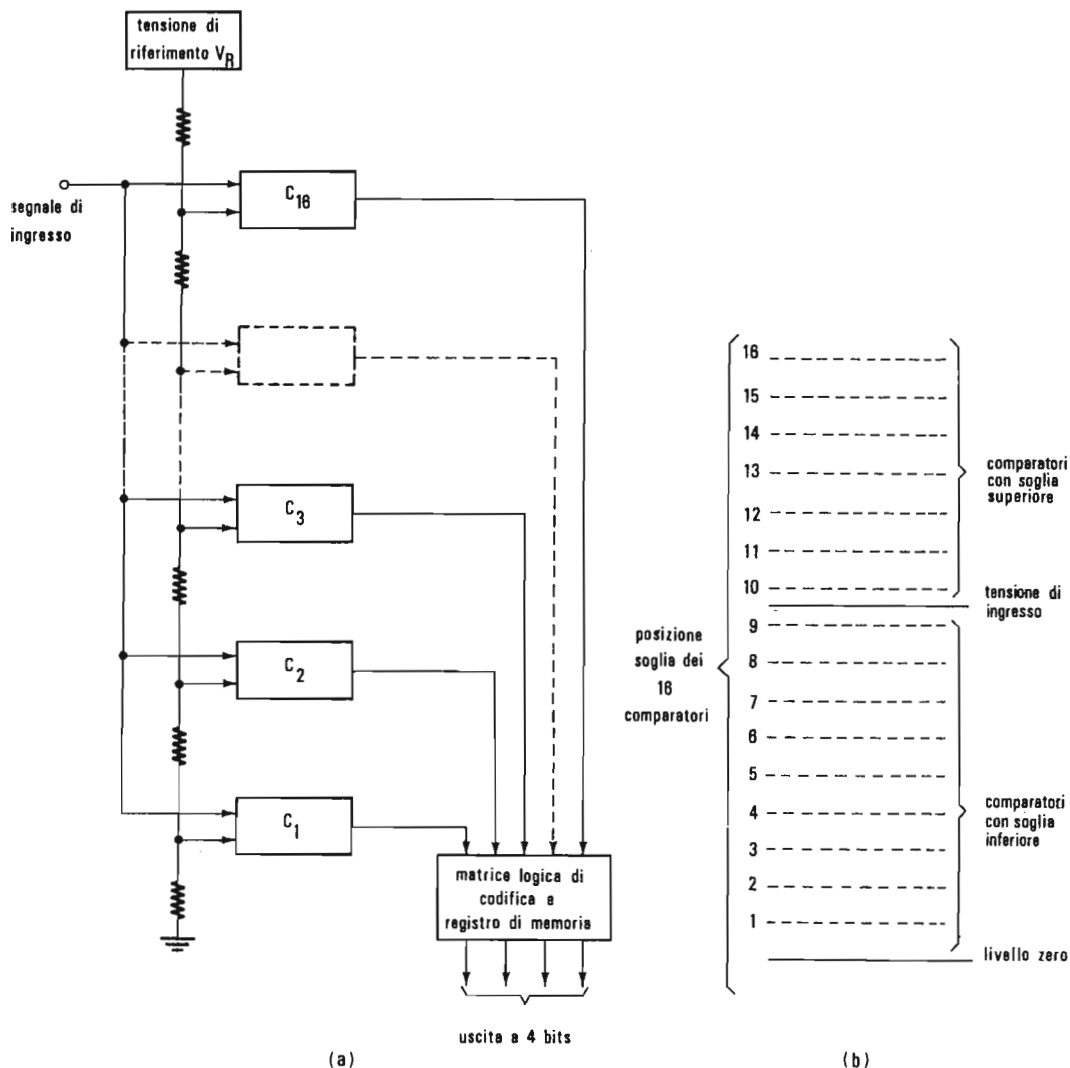 tensione di
riferimento V_R
segnale di
ingresso
C_16
C_3
C_2
C_1
matrice logica di
codifica e
registro di memoria
uscita a 4 bits
(a)
posizione
soglia dei
16
comparatori
16
15
14
13
12
11
10
9
8
7
6
5
4
3
2
1
comparatori
con soglia
superiore
tensione di
ingresso
comparatori
con soglia
inferiore
livello zero
(b)